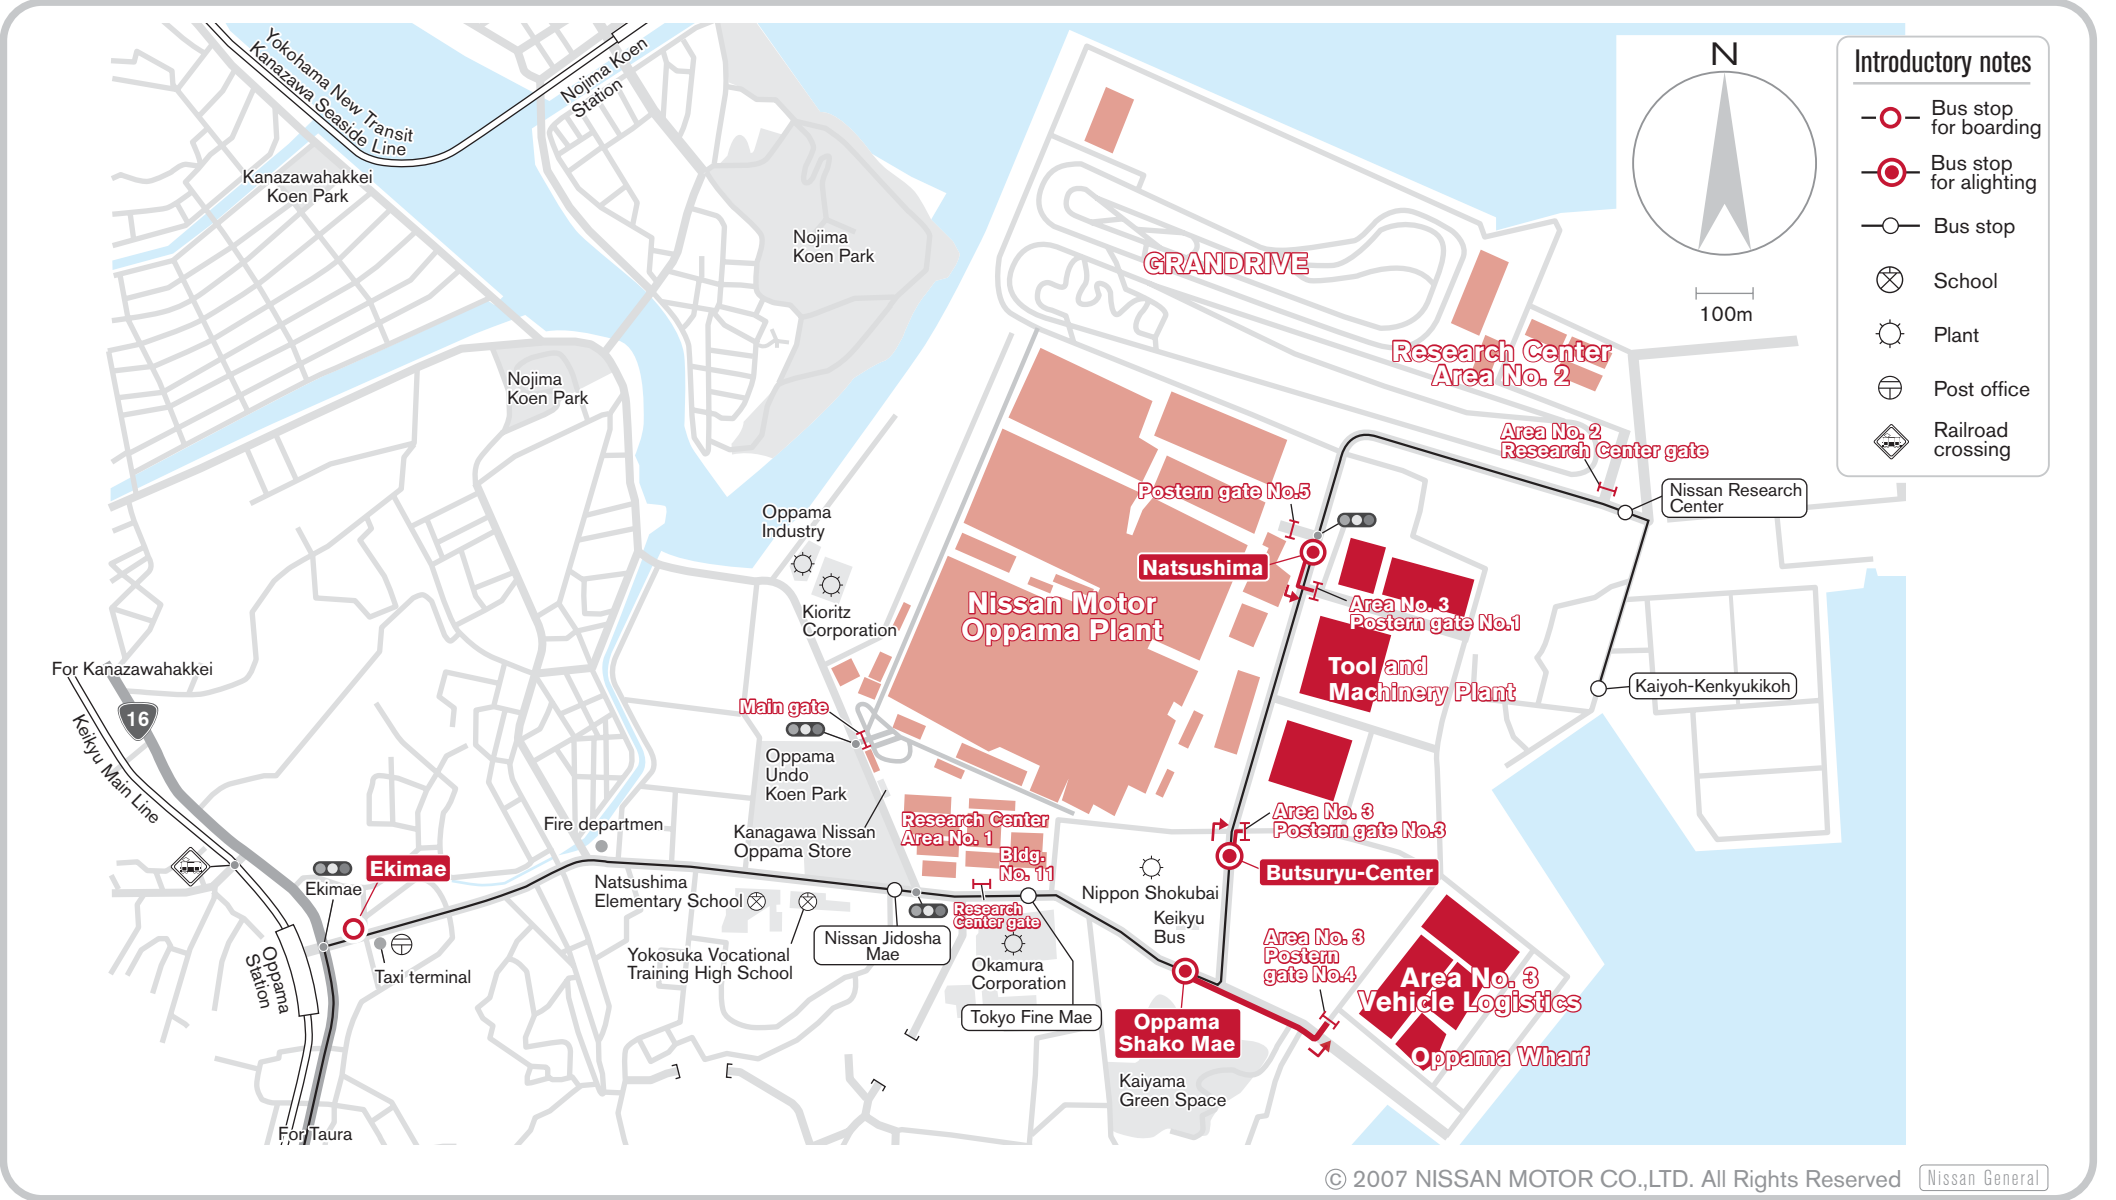 Yokohama New Transit
Kanazawa Seaside Line
Nojima Koen
Station
Kanazawahakkei
Koen Park
Nojima
Koen Park
Nojima
Koen Park
GRANDRIVE
N
100m
Introductory notes
Bus stop
for boarding
Bus stop
for alighting
Bus stop
School
Plant
Post office
Railroad
crossing
Research Center
Area No. 2
Area No. 2
Research Center gate
Nissan Research
Center
Postern gate No.5
Natsushima
Oppama
Industry
Kioritz
Corporation
Nissan Motor
Oppama Plant
Area No. 3
Postern gate No.1
Tool and
Machinery Plant
Kaiyoh-Kenkyukikoh
For Kanazawahakkei
16
Keikyu Main Line
Main gate
Oppama
Undo
Koen Park
Kanagawa Nissan
Oppama Store
Fire departmen
Research Center
Area No. 1
Bldg.
No. 11
Area No. 3
Postern gate No.3
Butsuryu-Center
Ekimae
Ekimae
Natsushima
Elementary School
Nippon Shokubai
Keikyu
Bus
Research
Center gate
Yokosuka Vocational
Training High School
Nissan Jidosha
Mae
Okamura
Corporation
Tokyo Fine Mae
Taxi terminal
Oppama
Station
Area No. 3
Postern
gate No.4
Area No. 3
Vehicle Logistics
Oppama Wharf
Oppama
Shako Mae
Kaiyama
Green Space
For Taura
© 2007 NISSAN MOTOR CO.,LTD. All Rights Reserved
Nissan General